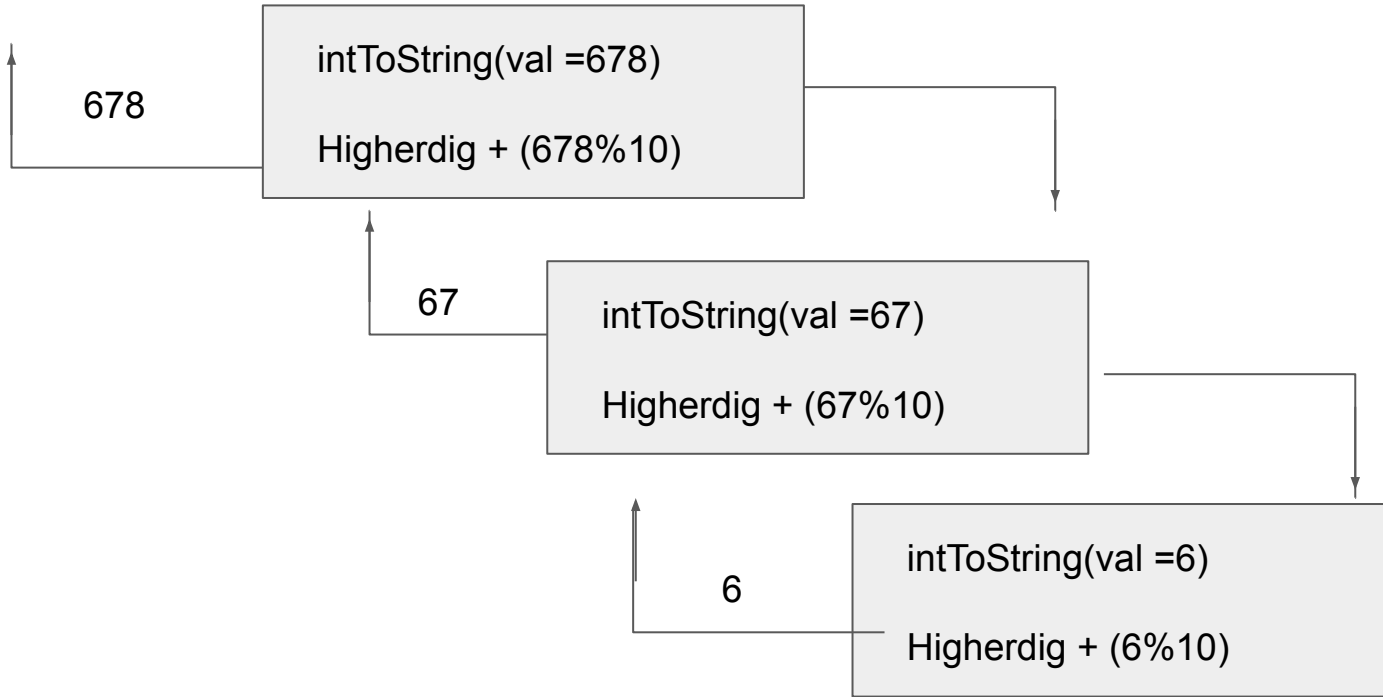 intToString(val =678)
678
Higherdig + (678%10)
67
intToString(val =67)
Higherdig + (67%10)
intToString(val =6)
6
Higherdig + (6%10)